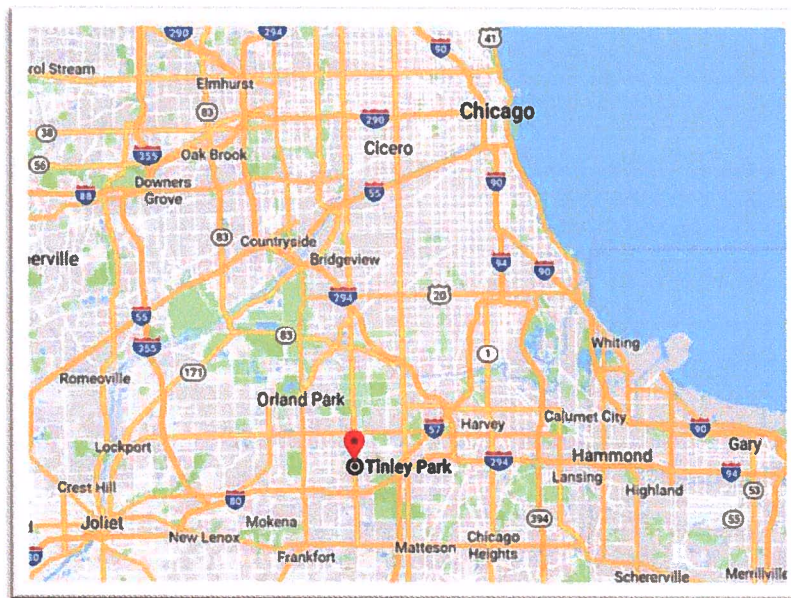 290
294
90
41
rol Stream
Elmhurst
83
290
Chicago
38
Cicero
355
Oak Brook
56
88
Downers
Grove
55
90
83
Countryside
erville
Bridgeview
94
90
294
20
55
83
355
1
Whiting
171
Romeoville
Orland Park
57
Harvey
Calumet City
90
Lockport
Gary
Tinley Park
294
Hammond
94
Crest Hill
Lansing
Highland
53
80
Joliet
Mokena
394
New Lenox
Matteson
Chicago
Heights
80
Frankfort
Schererville
Merrillville